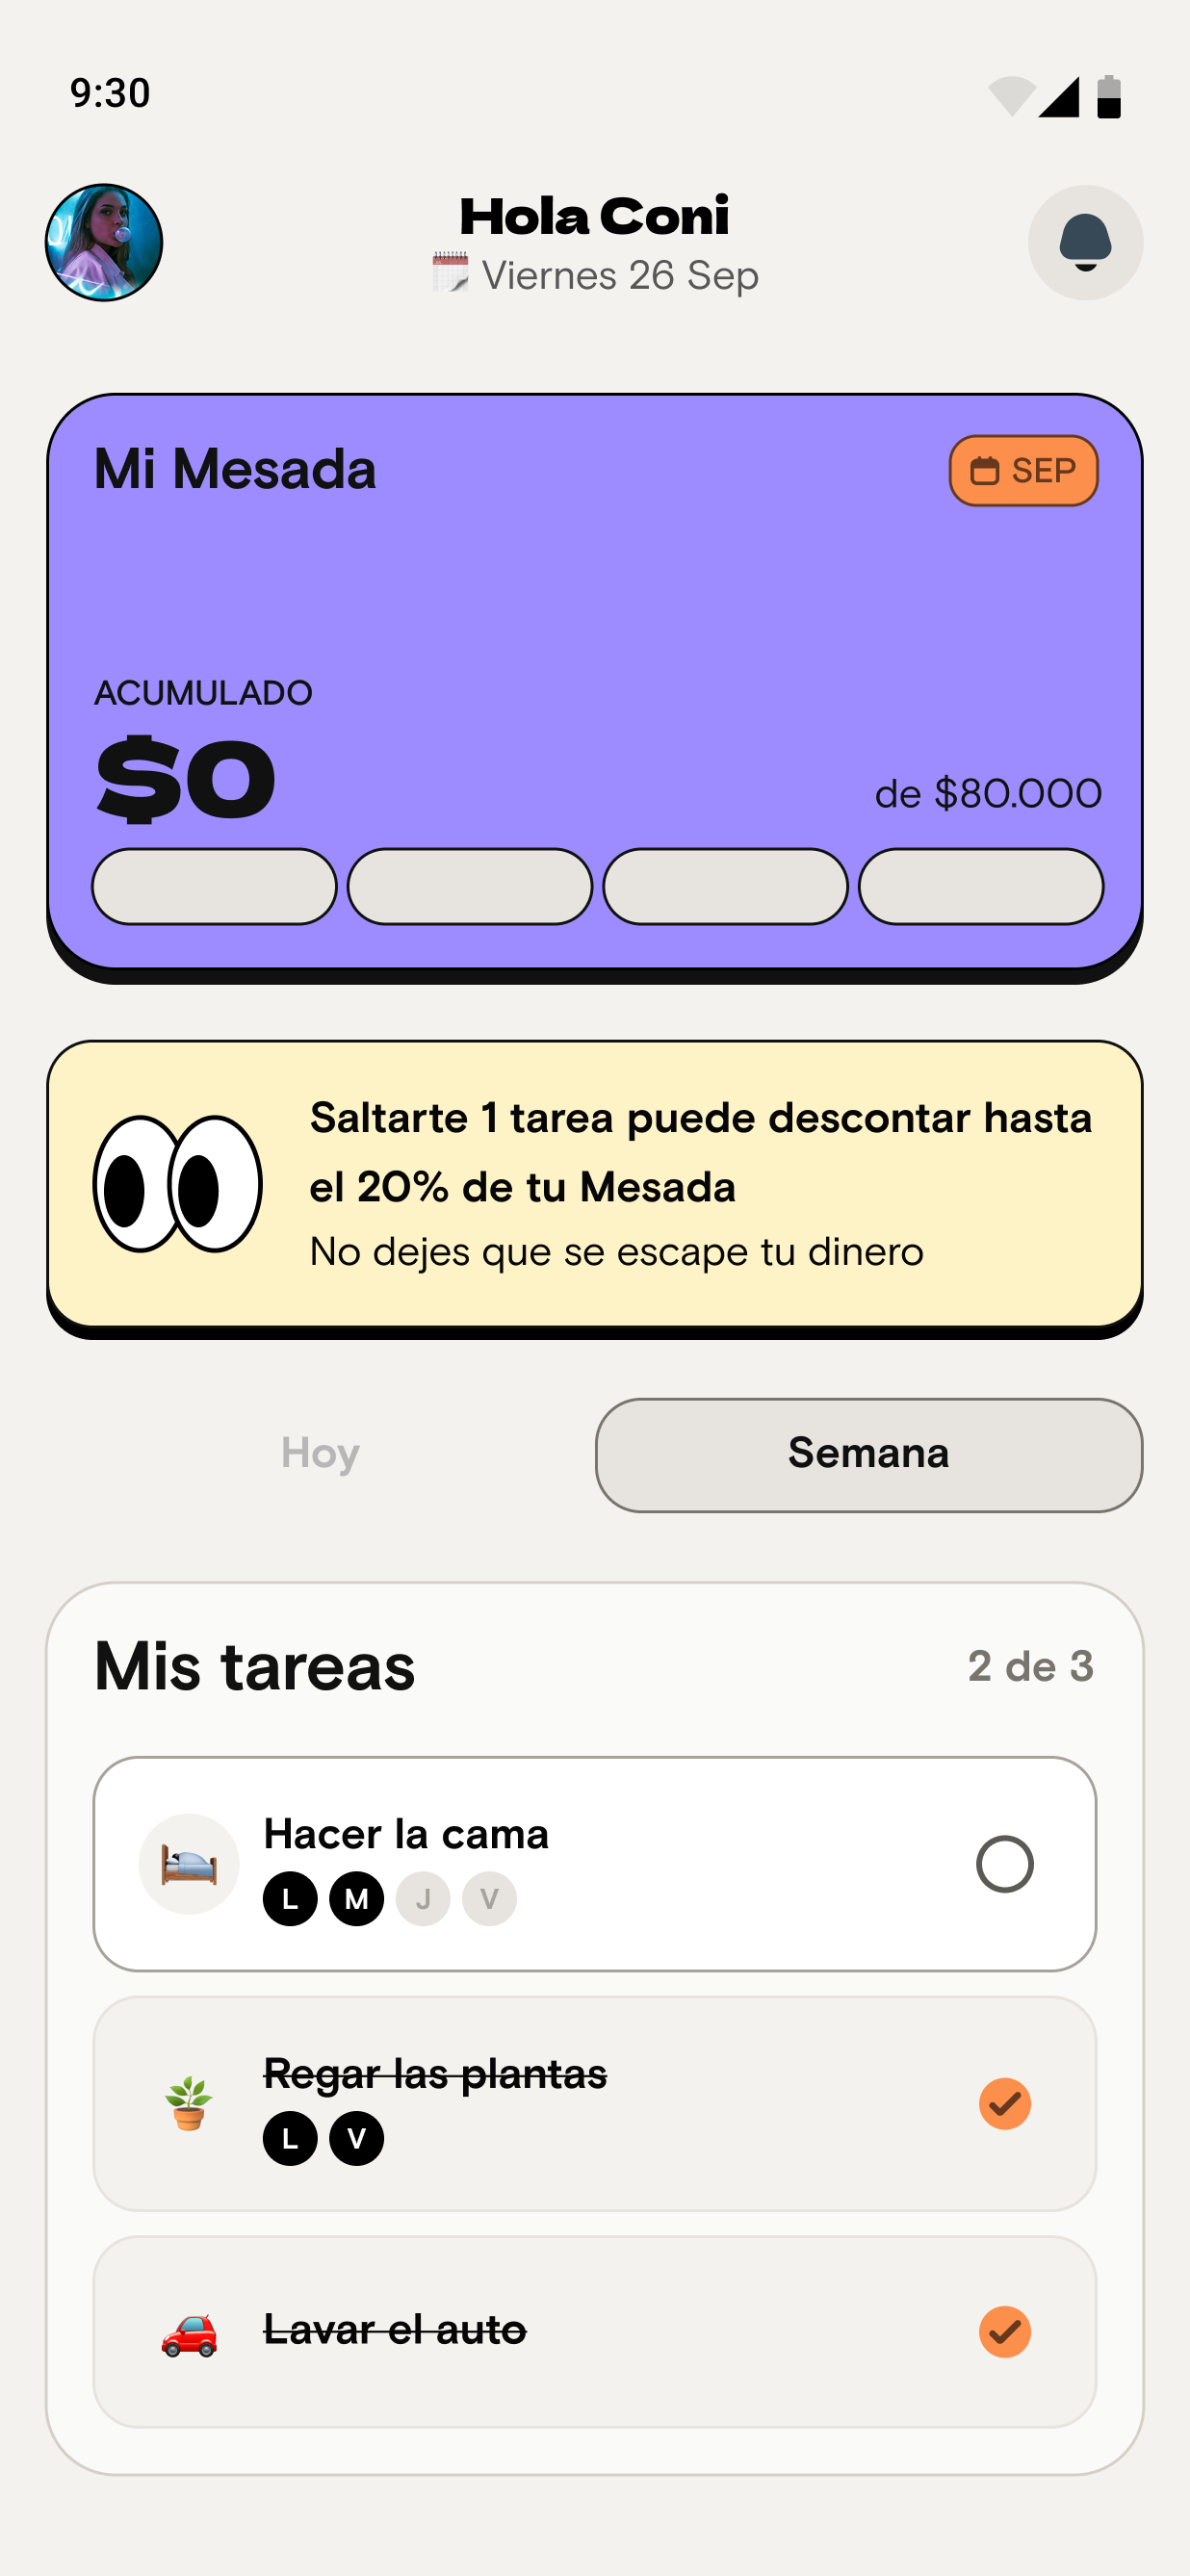 9:30
Hola Coni
Viernes 26 Sep
Mi Mesada
SEP
ACUMULADO
$0
de $80.000
Saltarte 1 tarea puede descontar hasta
el 20% de tu Mesada
No dejes que se escape tu dinero
Hoy
Semana
Mis tareas
2 de 3
Hacer la cama
L M J V
Regar las plantas
L V
Lavar el auto